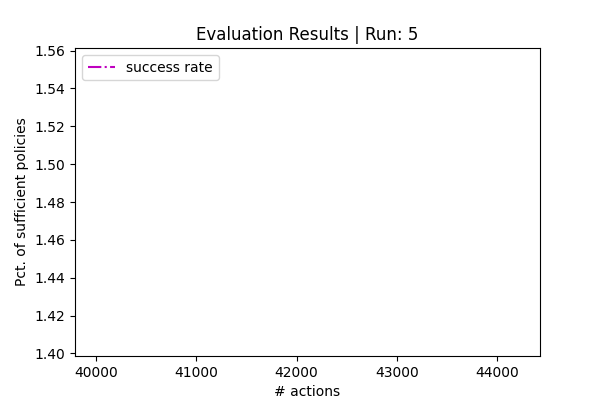 Evaluation Results | Run: 5
success rate
Pct. of sufficient policies
1.56
1.54
1.52
1.50
1.48
1.46
1.44
1.42
1.40
40000 41000 42000 43000 44000
# actions